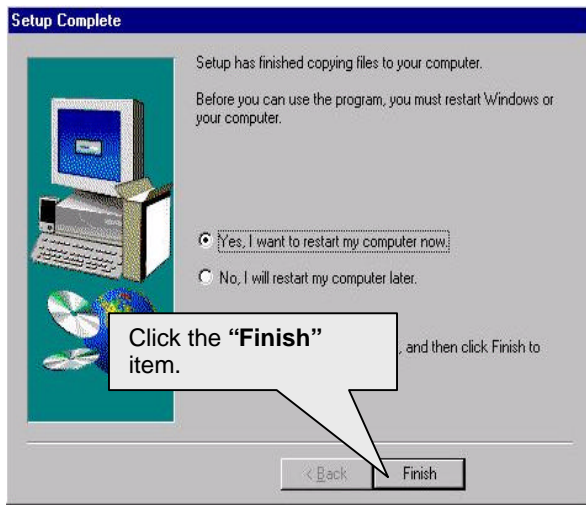 Setup Complete
Setup has finished copying files to your computer.
Before you can use the program, you must restart Windows or
your computer.
Yes, I want to restart my computer now.
No, I will restart my computer later.
Click the “Finish”
item.
, and then click Finish to
< Back
Finish